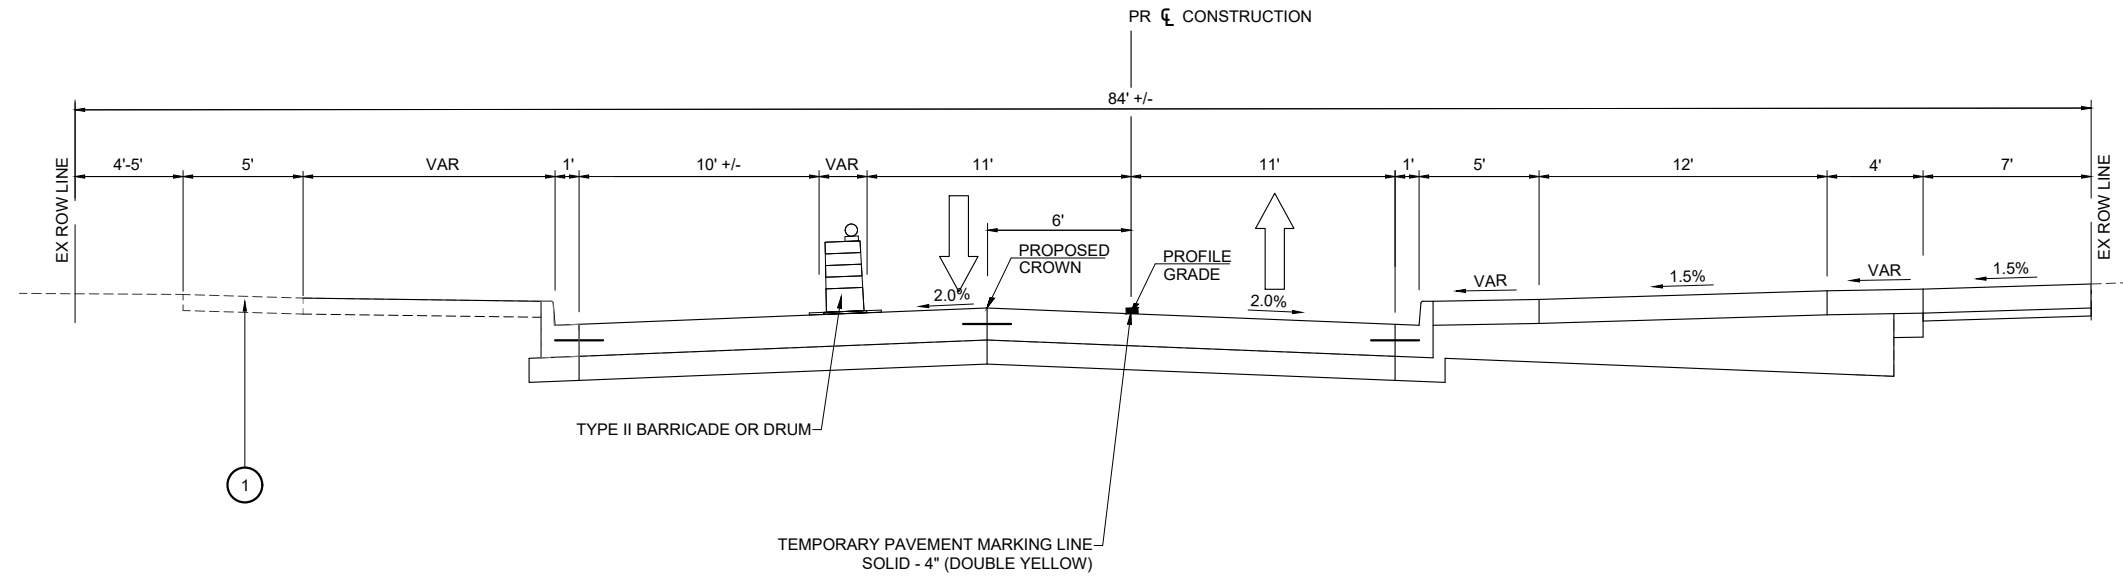 PR ℄ CONSTRUCTION
84' +/-
EX ROW LINE
4'-5'
5'
VAR
1'
10' +/-
VAR
11'
11'
1'
5'
12'
4'
7'
EX ROW LINE
6'
PROPOSED
CROWN
PROFILE
GRADE
2.0%
2.0%
VAR
1.5%
VAR
1.5%
TYPE II BARRICADE OR DRUM
1
TEMPORARY PAVEMENT MARKING LINE
SOLID - 4" (DOUBLE YELLOW)